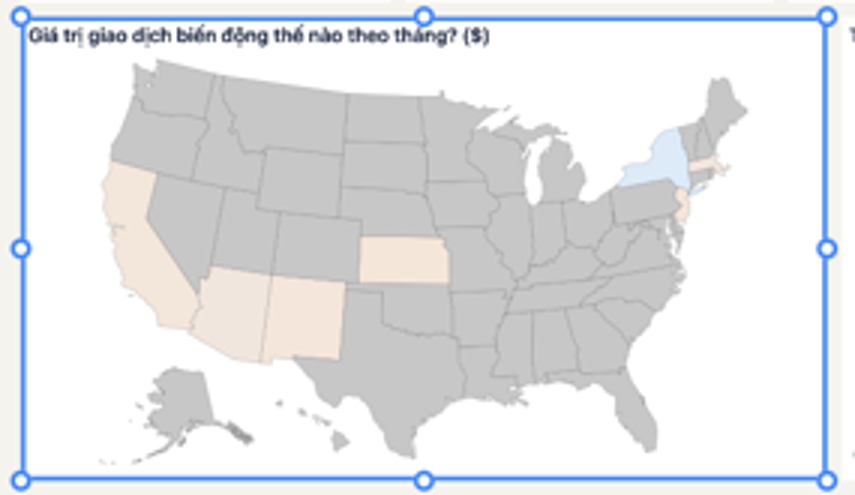 Giá trị giao dịch biến động thế nào theo tháng? ($)